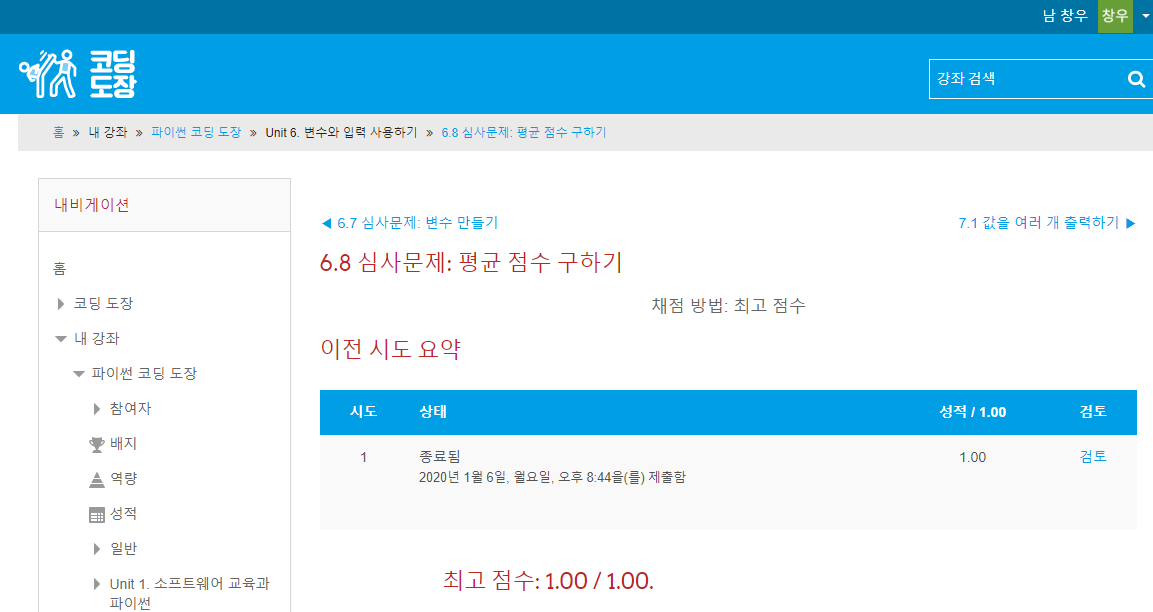 남 창우 창우
코딩
도장
강좌 검색
홈 » 내 강좌 » 파이썬 코딩 도장 » Unit 6. 변수와 입력 사용하기 » 6.8 심사문제: 평균 점수 구하기
내비게이션
홈
코딩 도장
내 강좌
파이썬 코딩 도장
참여자
배지
역량
성적
일반
Unit 1. 소프트웨어 교육과
파이썬
◀ 6.7 심사문제: 변수 만들기
7.1 값을 여러 개 출력하기 ▶
6.8 심사문제: 평균 점수 구하기
채점 방법: 최고 점수
이전 시도 요약
시도 상태 성적 / 1.00 검토
1 종료됨 1.00 검토
2020년 1월 6일, 월요일, 오후 8:44을(를) 제출함
최고 점수: 1.00 / 1.00.